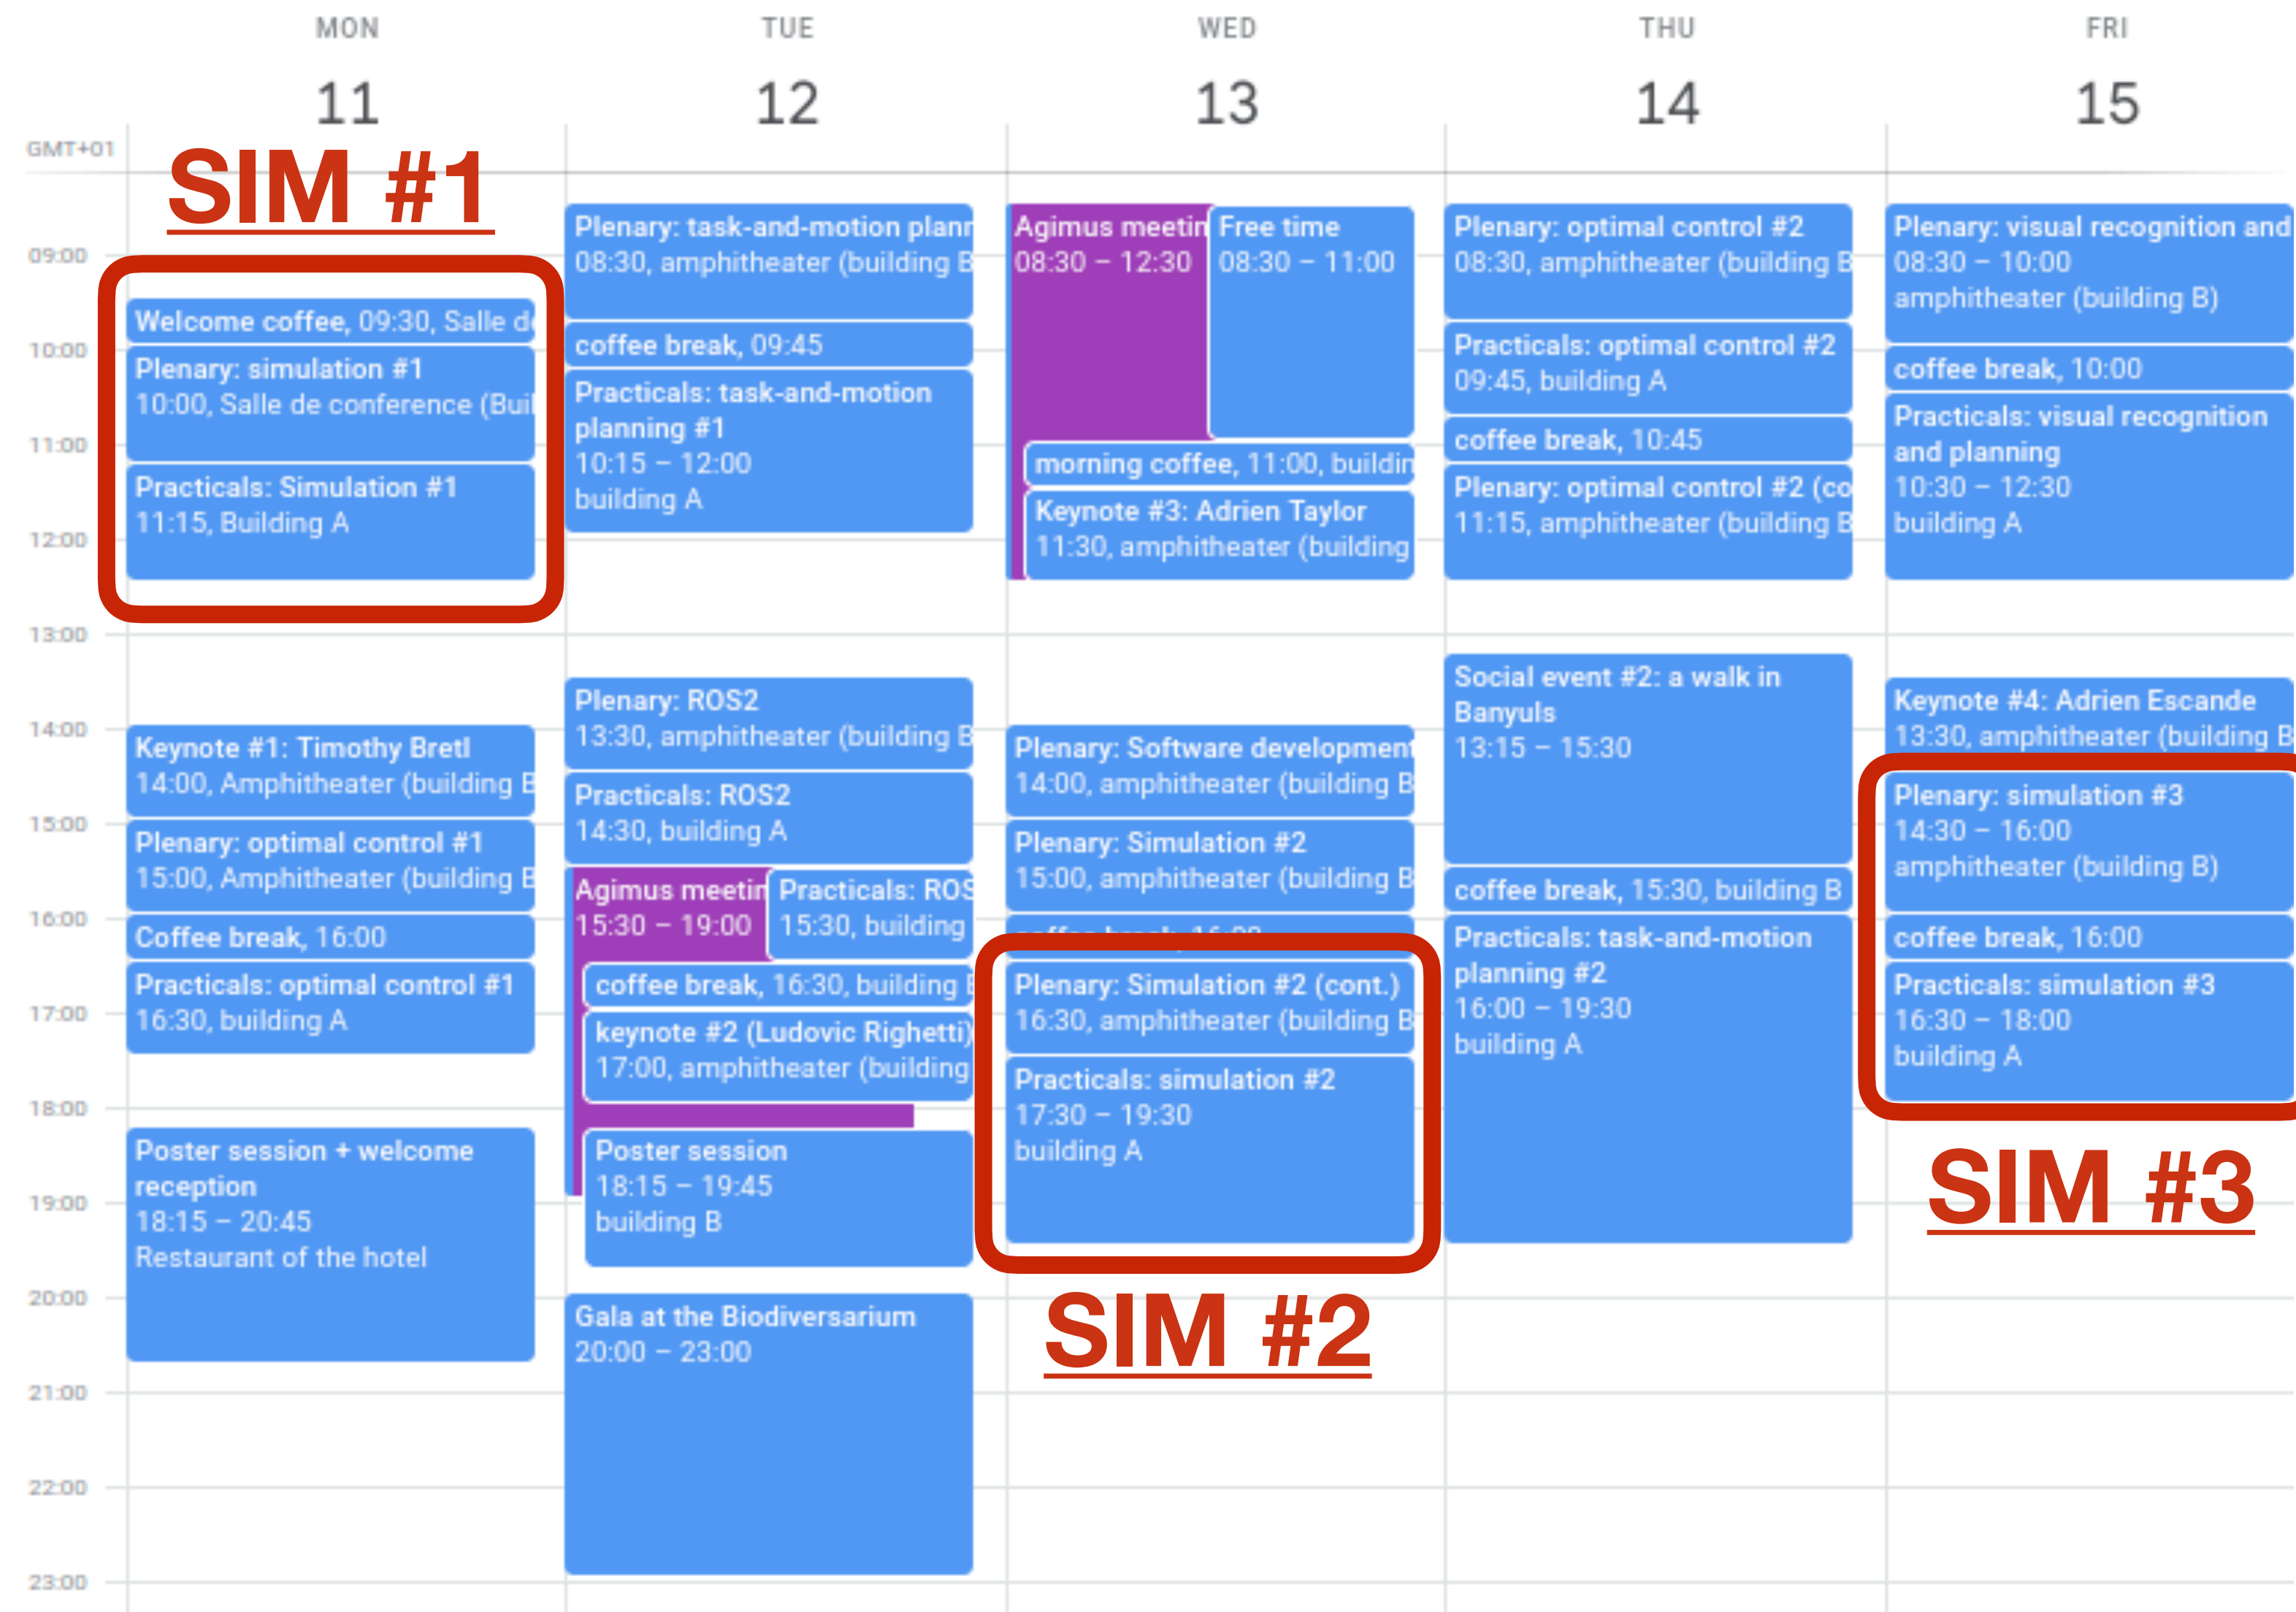 MON
11
TUE
12
WED
13
THU
14
FRI
15
GMT+01
SIM #1
09:00
10:00
11:00
12:00
13:00
14:00
15:00
16:00
17:00
18:00
19:00
20:00
21:00
22:00
23:00
Welcome coffee, 09:30, Salle de
Plenary: simulation #1
10:00, Salle de conference (Buil
Practicals: Simulation #1
11:15, Building A
Keynote #1: Timothy Bretl
14:00, Amphitheater (building B
Plenary: optimal control #1
15:00, Amphitheater (building B
Coffee break, 16:00
Practicals: optimal control #1
16:30, building A
Poster session + welcome
reception
18:15 – 20:45
Restaurant of the hotel
Plenary: task-and-motion plann
08:30, amphitheater (building B
coffee break, 09:45
Practicals: task-and-motion
planning #1
10:15 – 12:00
building A
Plenary: ROS2
13:30, amphitheater (building B
Practicals: ROS2
14:30, building A
Agimus meetin
15:30 – 19:00
Practicals: ROS
15:30, building
coffee break, 16:30, building B
keynote #2 (Ludovic Righetti)
17:00, amphitheater (building
Poster session
18:15 – 19:45
building B
Gala at the Biodiversarium
20:00 – 23:00
Agimus meetin
08:30 – 12:30
Free time
08:30 – 11:00
morning coffee, 11:00, buildin
Keynote #3: Adrien Taylor
11:30, amphitheater (building
Plenary: Software development
14:00, amphitheater (building B
Plenary: Simulation #2
15:00, amphitheater (building B
coffee break, 16:00
Plenary: Simulation #2 (cont.)
16:30, amphitheater (building B
Practicals: simulation #2
17:30 – 19:30
building A
SIM #2
Plenary: optimal control #2
08:30, amphitheater (building B
Practicals: optimal control #2
09:45, building A
coffee break, 10:45
Plenary: optimal control #2 (co
11:15, amphitheater (building B
Social event #2: a walk in
Banyuls
13:15 – 15:30
coffee break, 15:30, building B
Practicals: task-and-motion
planning #2
16:00 – 19:30
building A
Plenary: visual recognition and
08:30 – 10:00
amphitheater (building B)
coffee break, 10:00
Practicals: visual recognition
and planning
10:30 – 12:30
building A
Keynote #4: Adrien Escande
13:30, amphitheater (building B
Plenary: simulation #3
14:30 – 16:00
amphitheater (building B)
coffee break, 16:00
Practicals: simulation #3
16:30 – 18:00
building A
SIM #3